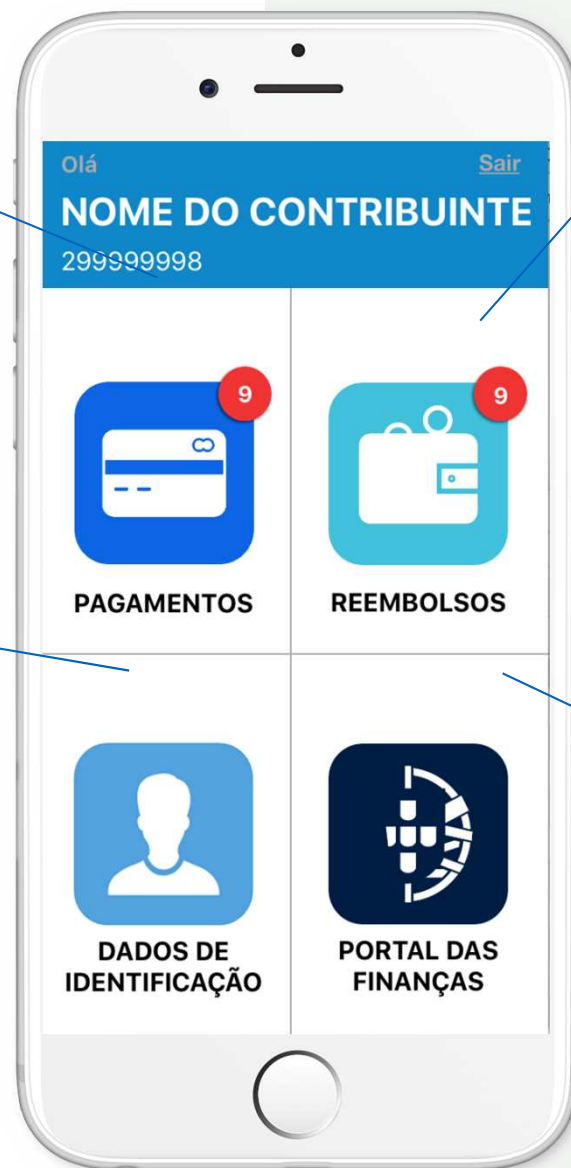 Olá
Sair
NOME DO CONTRIBUINTE
299999998
9
9
PAGAMENTOS
REEMBOLSOS
DADOS DE
IDENTIFICAÇÃO
PORTAL DAS
FINANÇAS